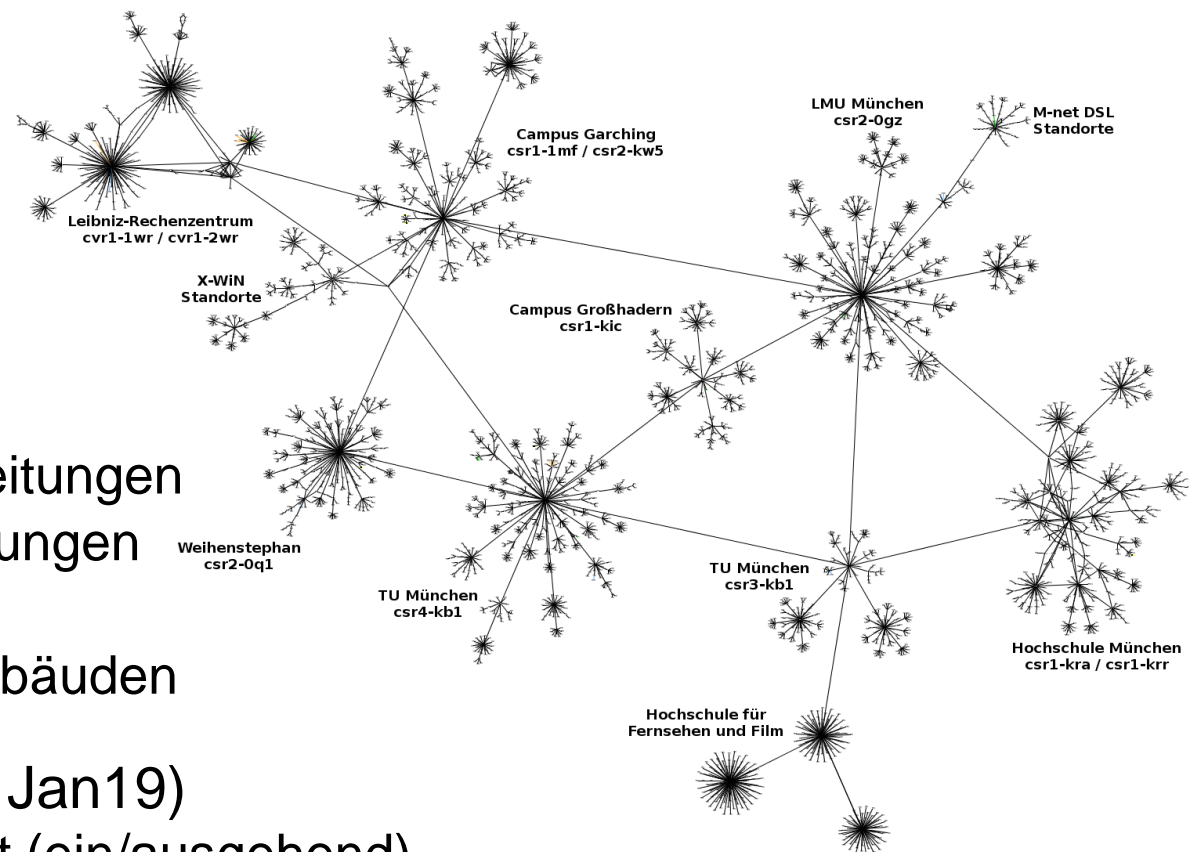 LMU München
csr2-0gz
M-net DSL
Standorte
Campus Garching
csr1-1mf / csr2-kw5
Leibniz-Rechenzentrum
cvr1-1wr / cvr1-2wr
X-WiN
Standorte
Campus Großhadern
csr1-kic
eitungen
ungen
Weihenstephan
csr2-0q1
TU München
csr4-kb1
TU München
csr3-kb1
Hochschule München
csr1-kra / csr1-krr
bäuden
Hochschule für
Fernsehen und Film
Jan19)
t (ein/ausgehend)